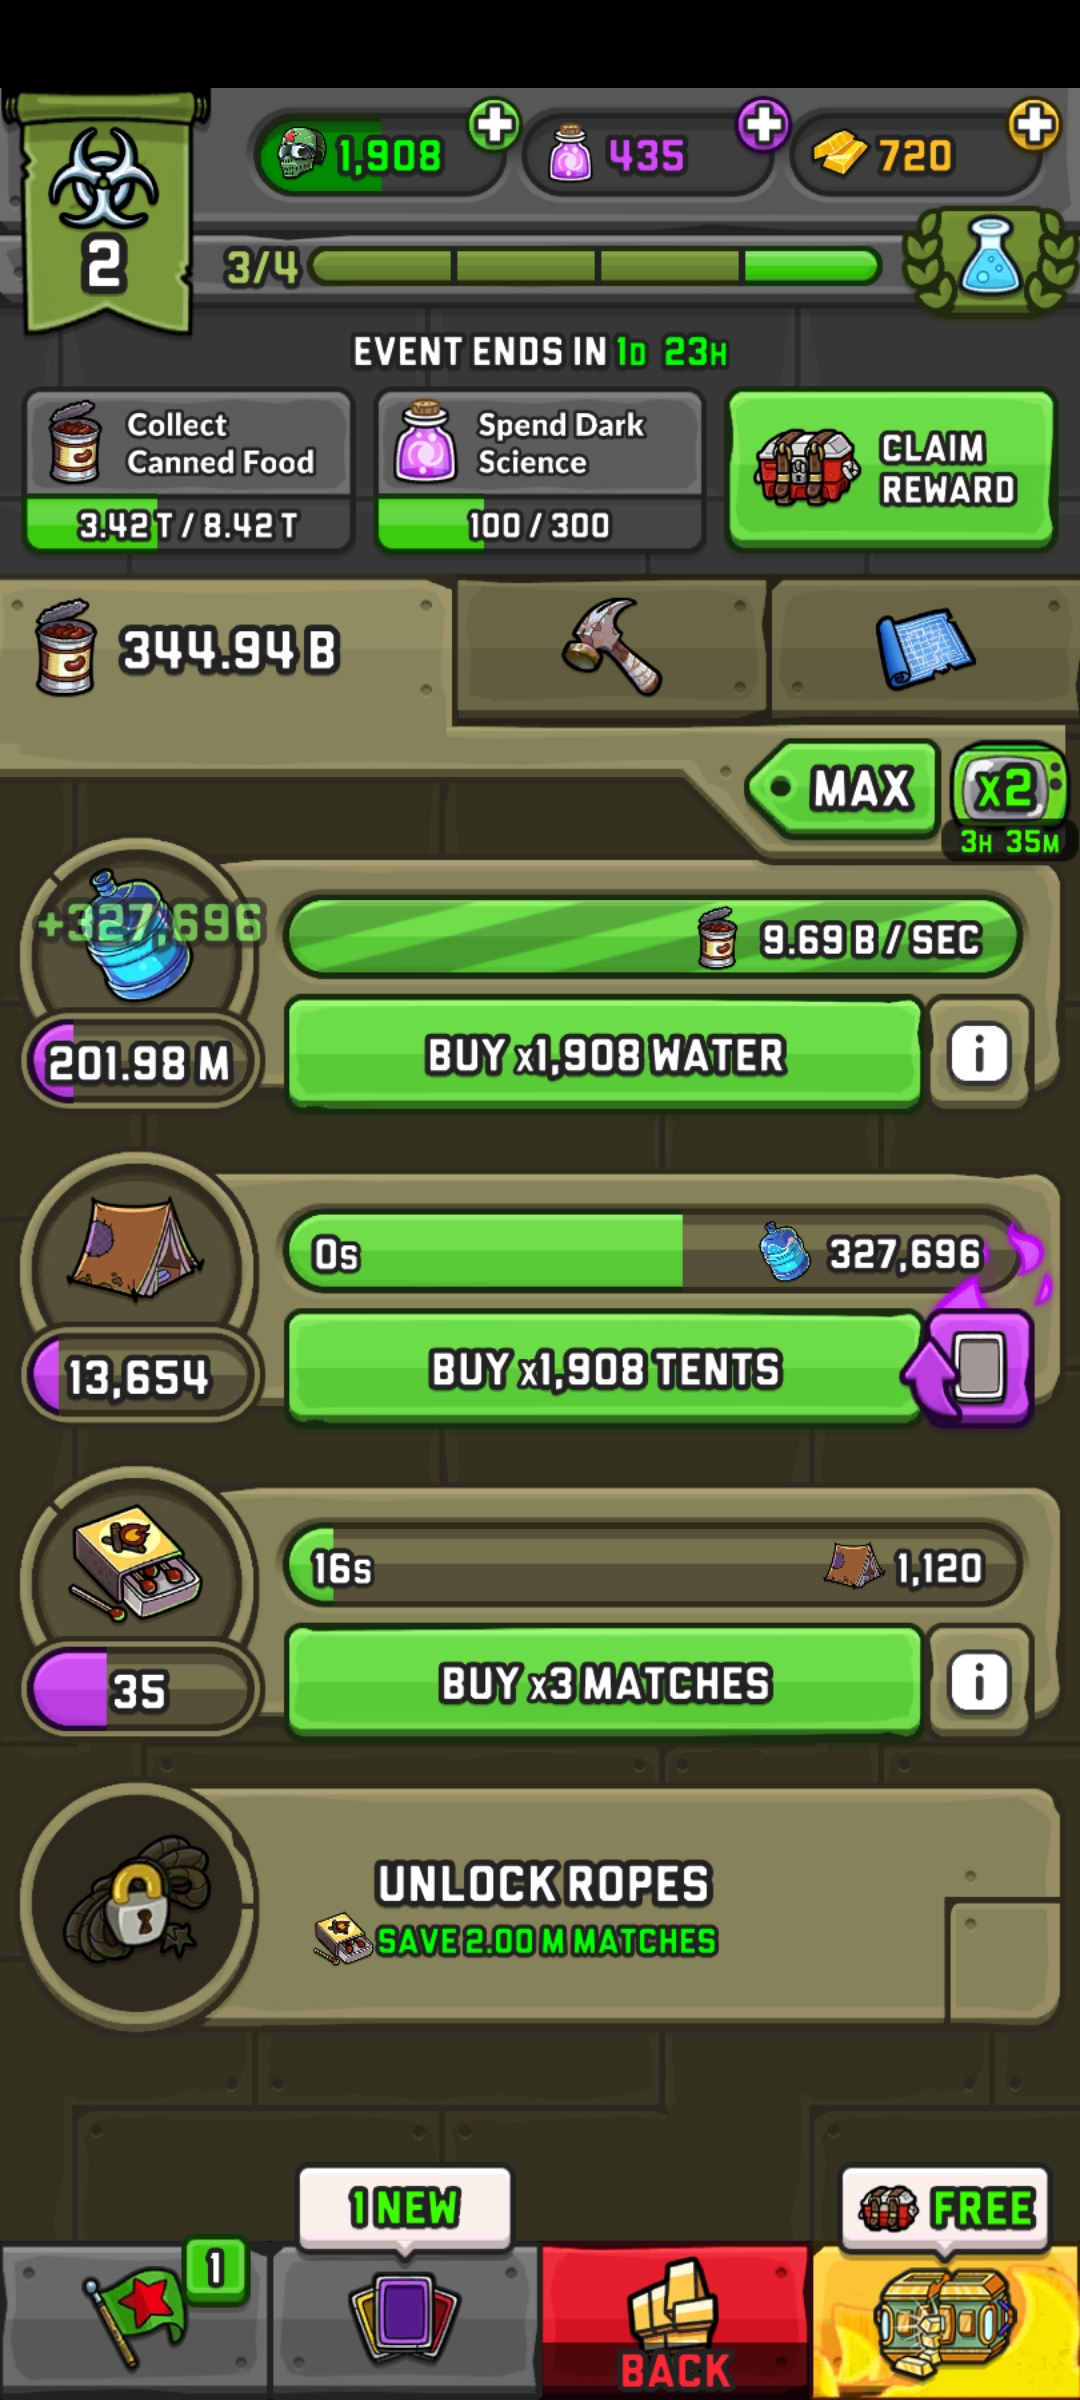 1,908
435
720
2
3/4
EVENT ENDS IN 1D 23H
Collect
Canned Food
3.42 T / 8.42 T
Spend Dark
Science
100 / 300
CLAIM
REWARD
344.94 B
MAX
x2
3H 35M
+327,696
9.69 B / SEC
201.98 M
BUY x1,908 WATER
i
0s
327,696
13,654
BUY x1,908 TENTS
16s
1,120
35
BUY x3 MATCHES
i
UNLOCK ROPES
SAVE 2.00 M MATCHES
1 NEW
FREE
1
BACK